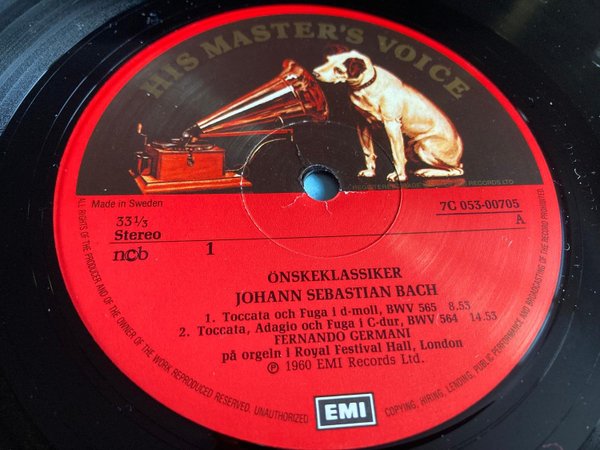 HIS MASTER'S VOICE
Made in Sweden
33 1/3
Stereo
ncb
1
7C 053-00705
A
ÖNSKEKLASSIKER
JOHANN SEBASTIAN BACH
1. Toccata och Fuga i d-moll, BWV 565 8.53
2. Toccata, Adagio och Fuga i C-dur, BWV 564 14.53
FERNANDO GERMANI
på orgeln i Royal Festival Hall, London
Ⓟ 1960 EMI Records Ltd.
EMI
ALL RIGHTS OF THE PRODUCER AND OF THE OWNER OF THE WORK REPRODUCED RESERVED. UNAUTHORIZED COPYING, HIRING, LENDING, PUBLIC PERFORMANCE AND BROADCASTING OF THE RECORD PROHIBITED.